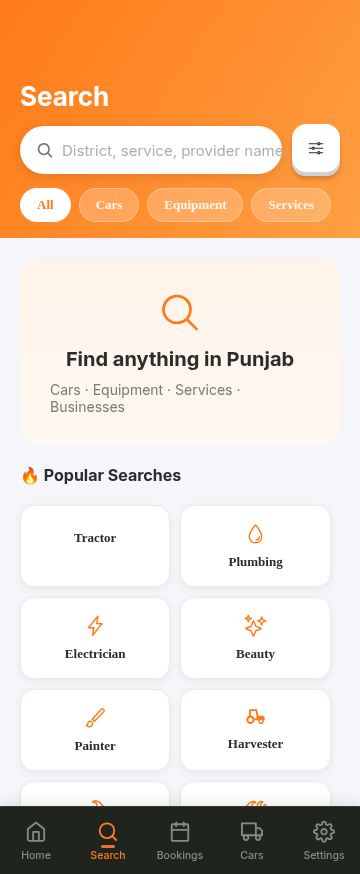 Search
District, service, provider name
All
Cars
Equipment
Services
Find anything in Punjab
Cars · Equipment · Services ·
Businesses
🔥 Popular Searches
Tractor
Plumbing
Electrician
Beauty
Painter
Harvester
Home
Search
Bookings
Cars
Settings